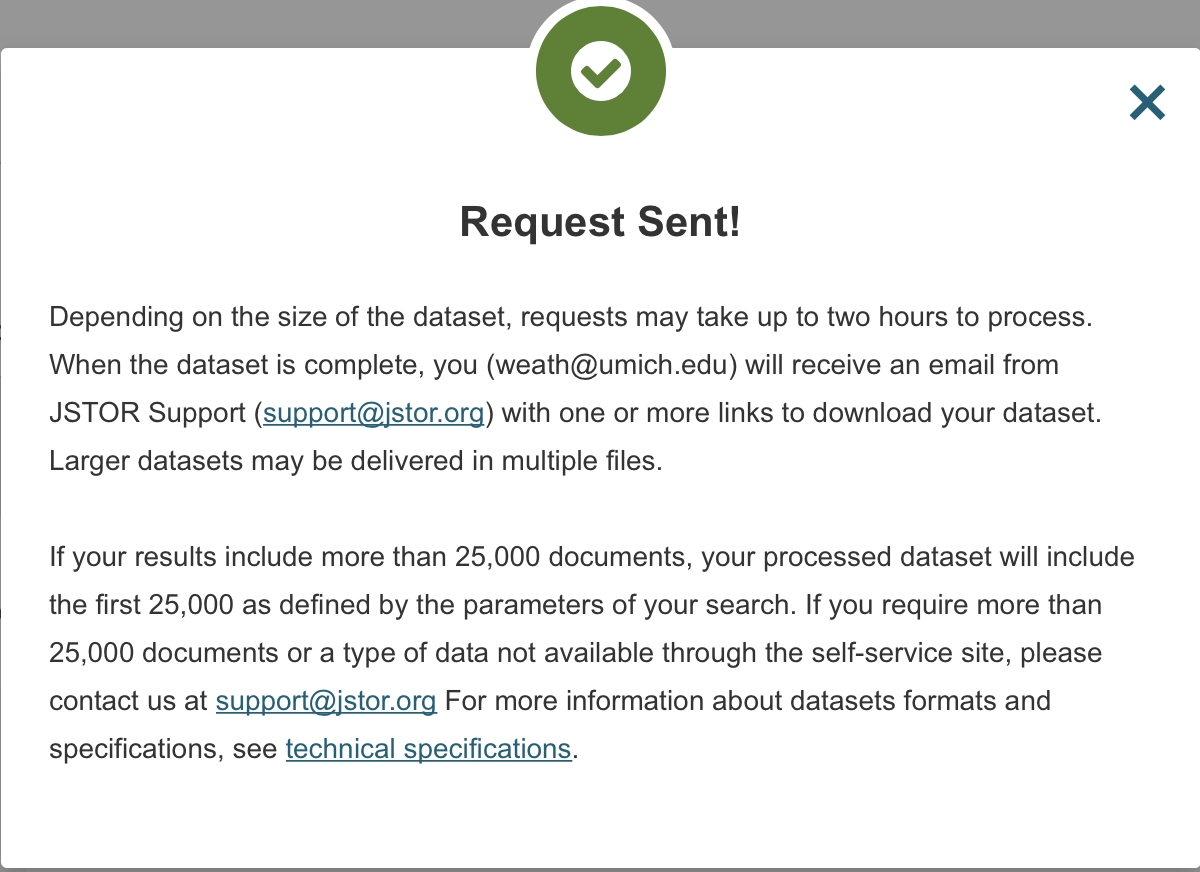 Request Sent!
Depending on the size of the dataset, requests may take up to two hours to process.
When the dataset is complete, you (weath@umich.edu) will receive an email from
JSTOR Support (support@jstor.org) with one or more links to download your dataset.
Larger datasets may be delivered in multiple files.
If your results include more than 25,000 documents, your processed dataset will include
the first 25,000 as defined by the parameters of your search. If you require more than
25,000 documents or a type of data not available through the self-service site, please
contact us at support@jstor.org For more information about datasets formats and
specifications, see technical specifications.